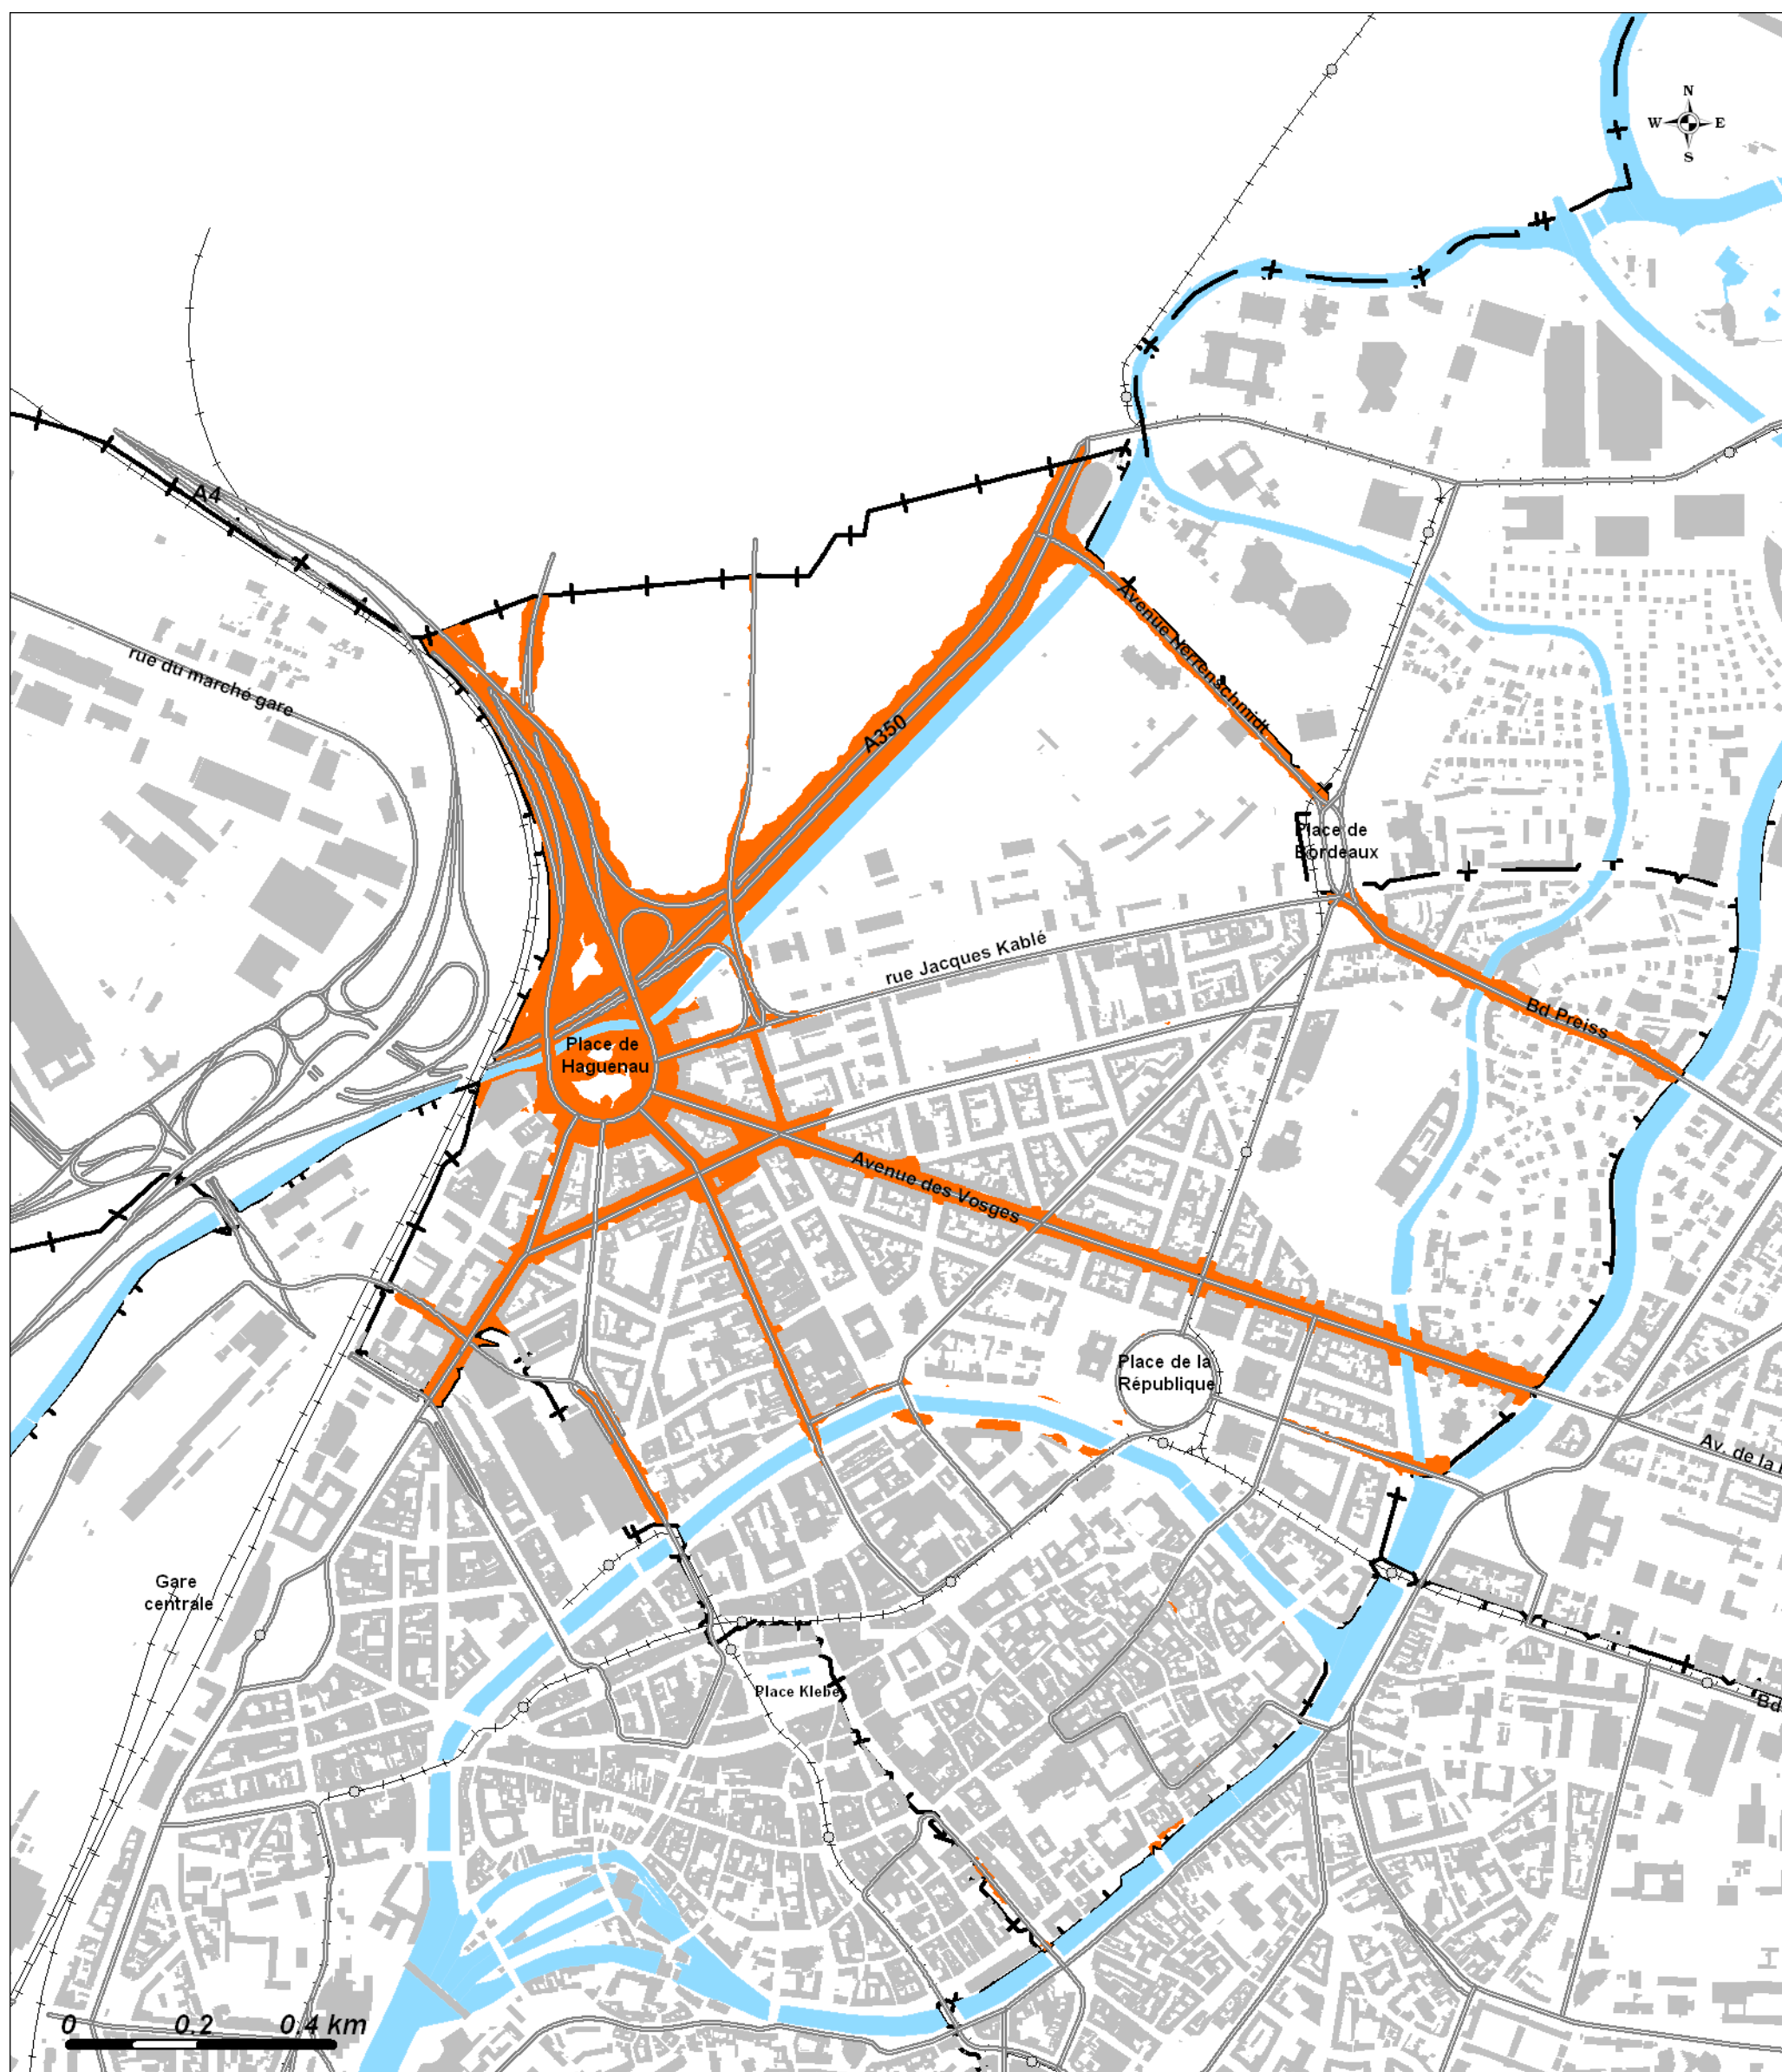 N
W E
S
A4
rue du marché gare
Avenue Herrenschmidt
A350
Place de
Bordeaux
rue Jacques Kablé
Bd Preiss
Place de
Haguenau
Avenue des Vosges
Place de la
République
Av. de la
Gare
centrale
Place Klebe
Bd
0 0.2 0.4 km